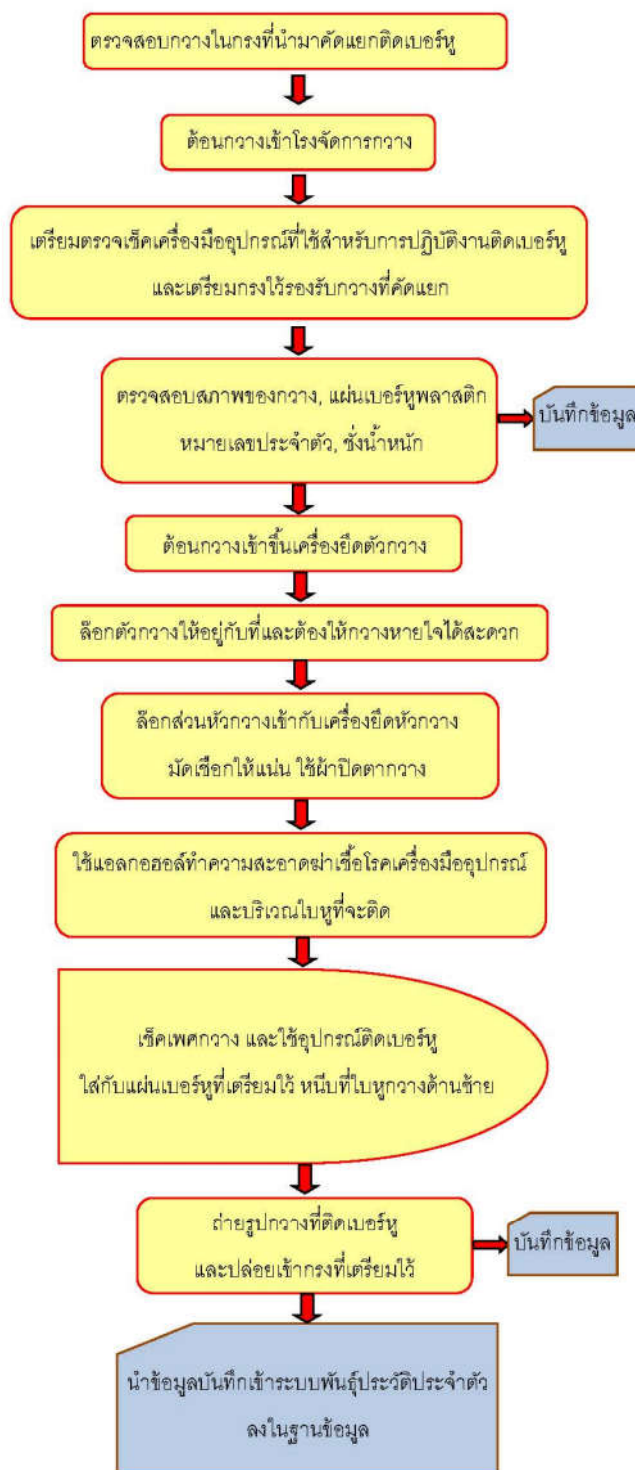 ตรวจสอบกวางในกรงที่นำมาคัดแยกติดเบอร์หู
ต้อนกวางเข้าโรงจัดการกวาง
เตรียมตรวจเช็คเครื่องมืออุปกรณ์ที่ใช้สำหรับการปฏิบัติงานติดเบอร์หู
และเตรียมกรงไว้รองรับกวางที่คัดแยก
ตรวจสอบสภาพของกวาง, แผ่นเบอร์หูพลาสติก
หมายเลขประจำตัว, ชั่งน้ำหนัก
บันทึกข้อมูล
ต้อนกวางเข้าขึ้นเครื่องยึดตัวกวาง
ล๊อกตัวกวางให้อยู่กับที่และต้องให้กวางหายใจได้สะดวก
ล๊อกส่วนหัวกวางเข้ากับเครื่องยึดหัวกวาง
มัดเชือกให้แน่น ใช้ผ้าปิดตากวาง
ใช้แอลกอฮอล์ทำความสะอาดฆ่าเชื้อโรคเครื่องมืออุปกรณ์
และบริเวณใบหูที่จะติด
เช็คเพศกวาง และใช้อุปกรณ์ติดเบอร์หู
ใส่กับแผ่นเบอร์หูที่เตรียมไว้ หนีบที่ใบหูกวางด้านซ้าย
ถ่ายรูปกวางที่ติดเบอร์หู
และปล่อยเข้ากรงที่เตรียมไว้
บันทึกข้อมูล
นำข้อมูลบันทึกเข้าระบบพันธุ์ประวัติประจำตัว
ลงในฐานข้อมูล